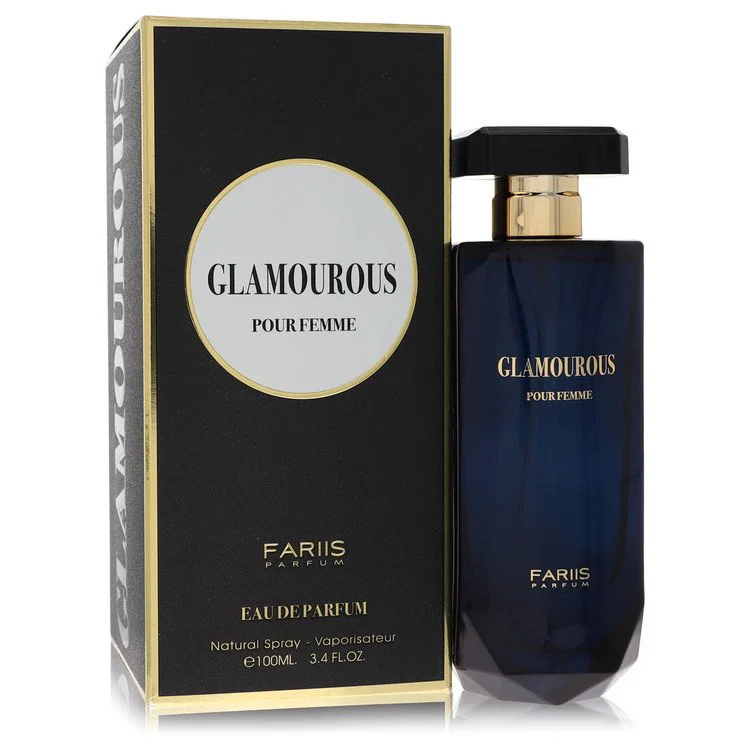 GLAMOUROUS
GLAMOUROUS
POUR FEMME
FARIIS
PARFUM
EAU DE PARFUM
Natural Spray - Vaporisateur
℮100ML. 3.4 FL.OZ.
GLAMOUROUS
POUR FEMME
FARIIS
PARFUM